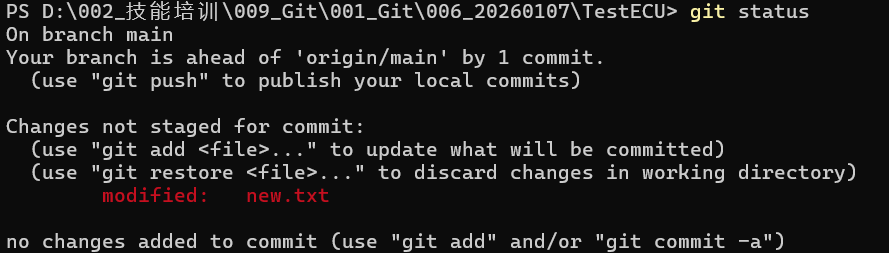 PS D:\002_技能培训\009_Git\001_Git\006_20260107\TestECU> git status
On branch main
Your branch is ahead of 'origin/main' by 1 commit.
  (use "git push" to publish your local commits)

Changes not staged for commit:
  (use "git add <file>..." to update what will be committed)
  (use "git restore <file>..." to discard changes in working directory)
        modified:   new.txt

no changes added to commit (use "git add" and/or "git commit -a")